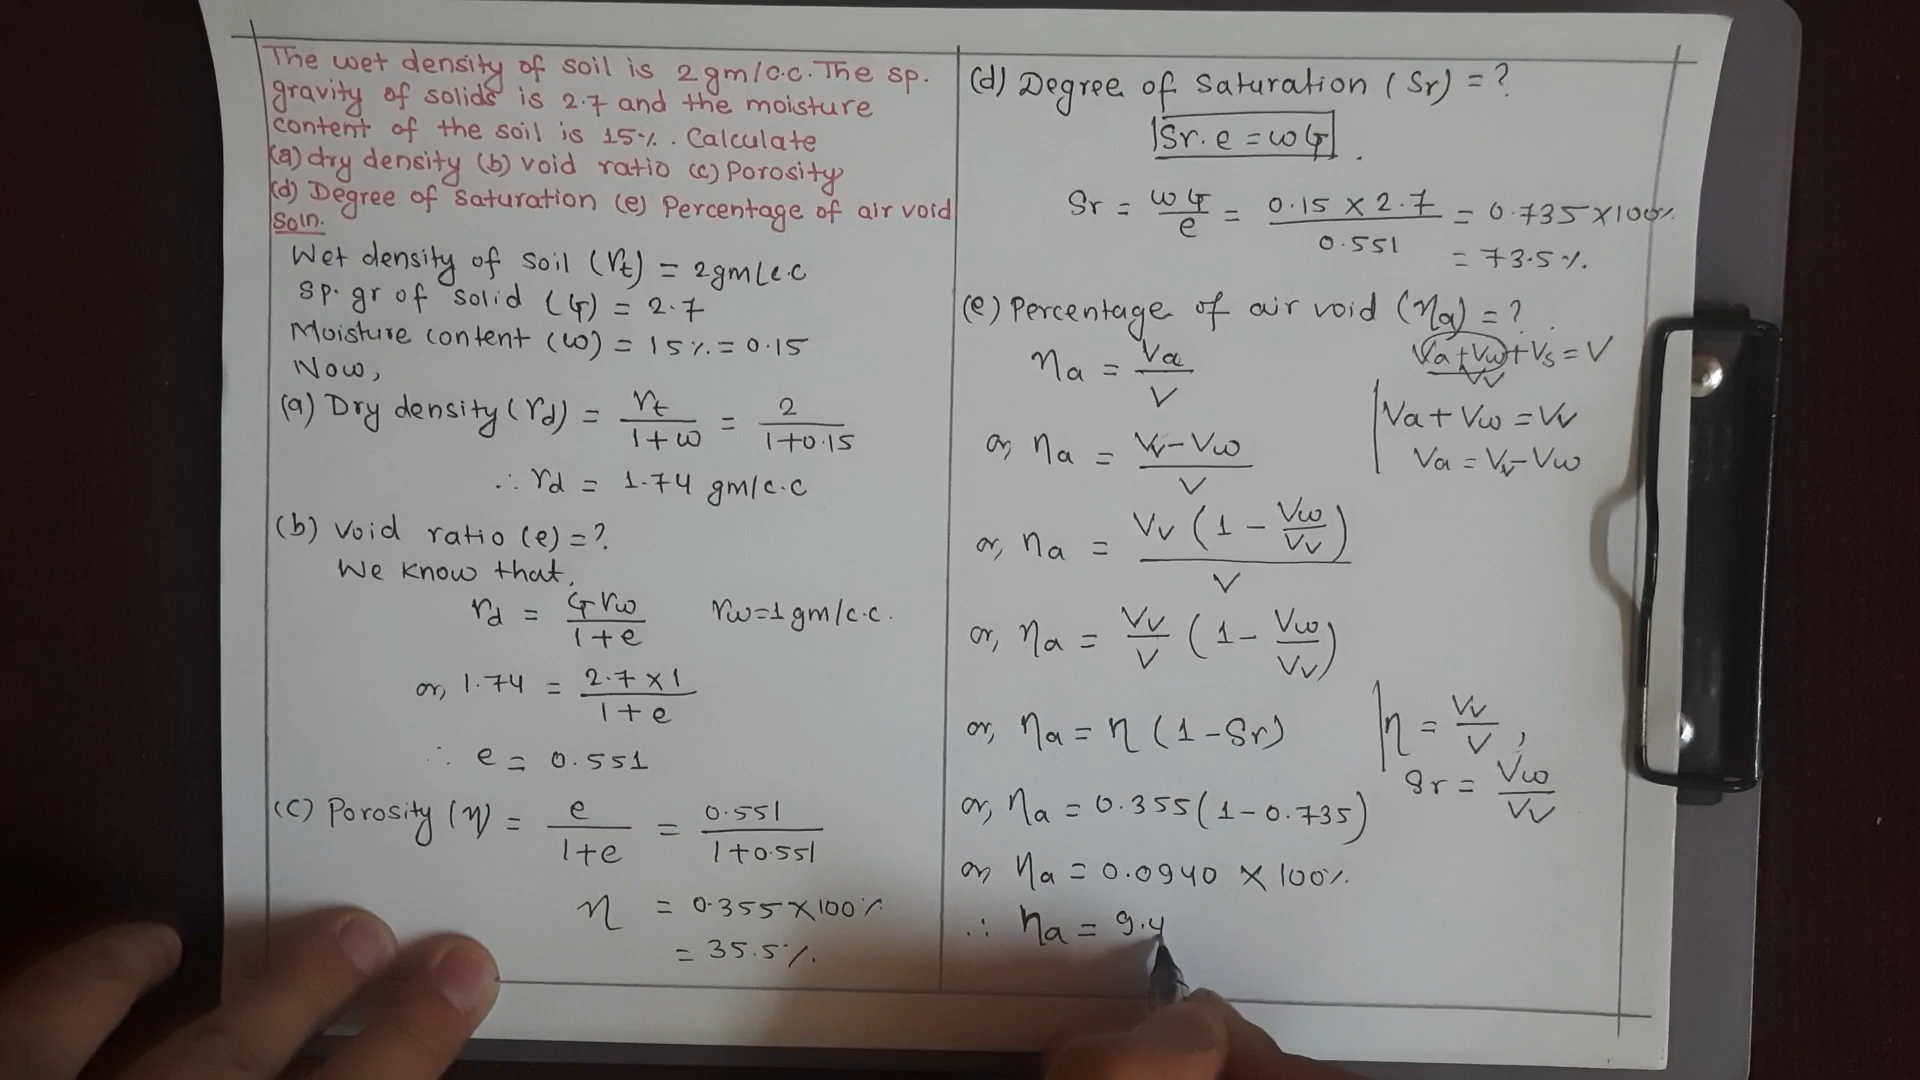 The wet density of soil is 2gm/c.c. The sp.
gravity of solids is 2.7 and the moisture
content of the soil is 15%. Calculate
(a) dry density (b) void ratio (c) Porosity
(d) Degree of saturation (e) Percentage of air void
Soln.
Wet density of soil (γt) = 2gm/c.c
sp. gr of solid (G) = 2.7
Moisture content (ω) = 15% = 0.15
Now,
(a) Dry density (γd) = γt / 1+ω = 2 / 1+0.15
∴ γd = 1.74 gm/c.c
(b) Void ratio (e) = ?
We know that,
γd = Gγω / 1+e γω=1gm/c.c.
or, 1.74 = 2.7 x 1 / 1+e
∴ e = 0.551
(c) Porosity (η) = e / 1+e = 0.551 / 1+0.551
η = 0.355 x 100%
= 35.5%.
(d) Degree of saturation (Sr) = ?
Sr. e = ωG
Sr = ωG / e = 0.15 x 2.7 / 0.551 = 0.735 x 100%
= 73.5%.
(e) Percentage of air void (ηa) = ?
Va+Vω+Vs = V
Vv
ηa = Va / V
Va + Vω = Vv
Va = Vv - Vω
or, ηa = Vv - Vω / V
or, ηa = Vv (1 - Vω/Vv) / V
or, ηa = Vv/V (1 - Vω/Vv)
or, ηa = η (1 - Sr)
η = Vv/V,
Sr = Vω/Vv
or, ηa = 0.355 (1 - 0.735)
or ηa = 0.0940 x 100%.
∴ ηa = 9.4